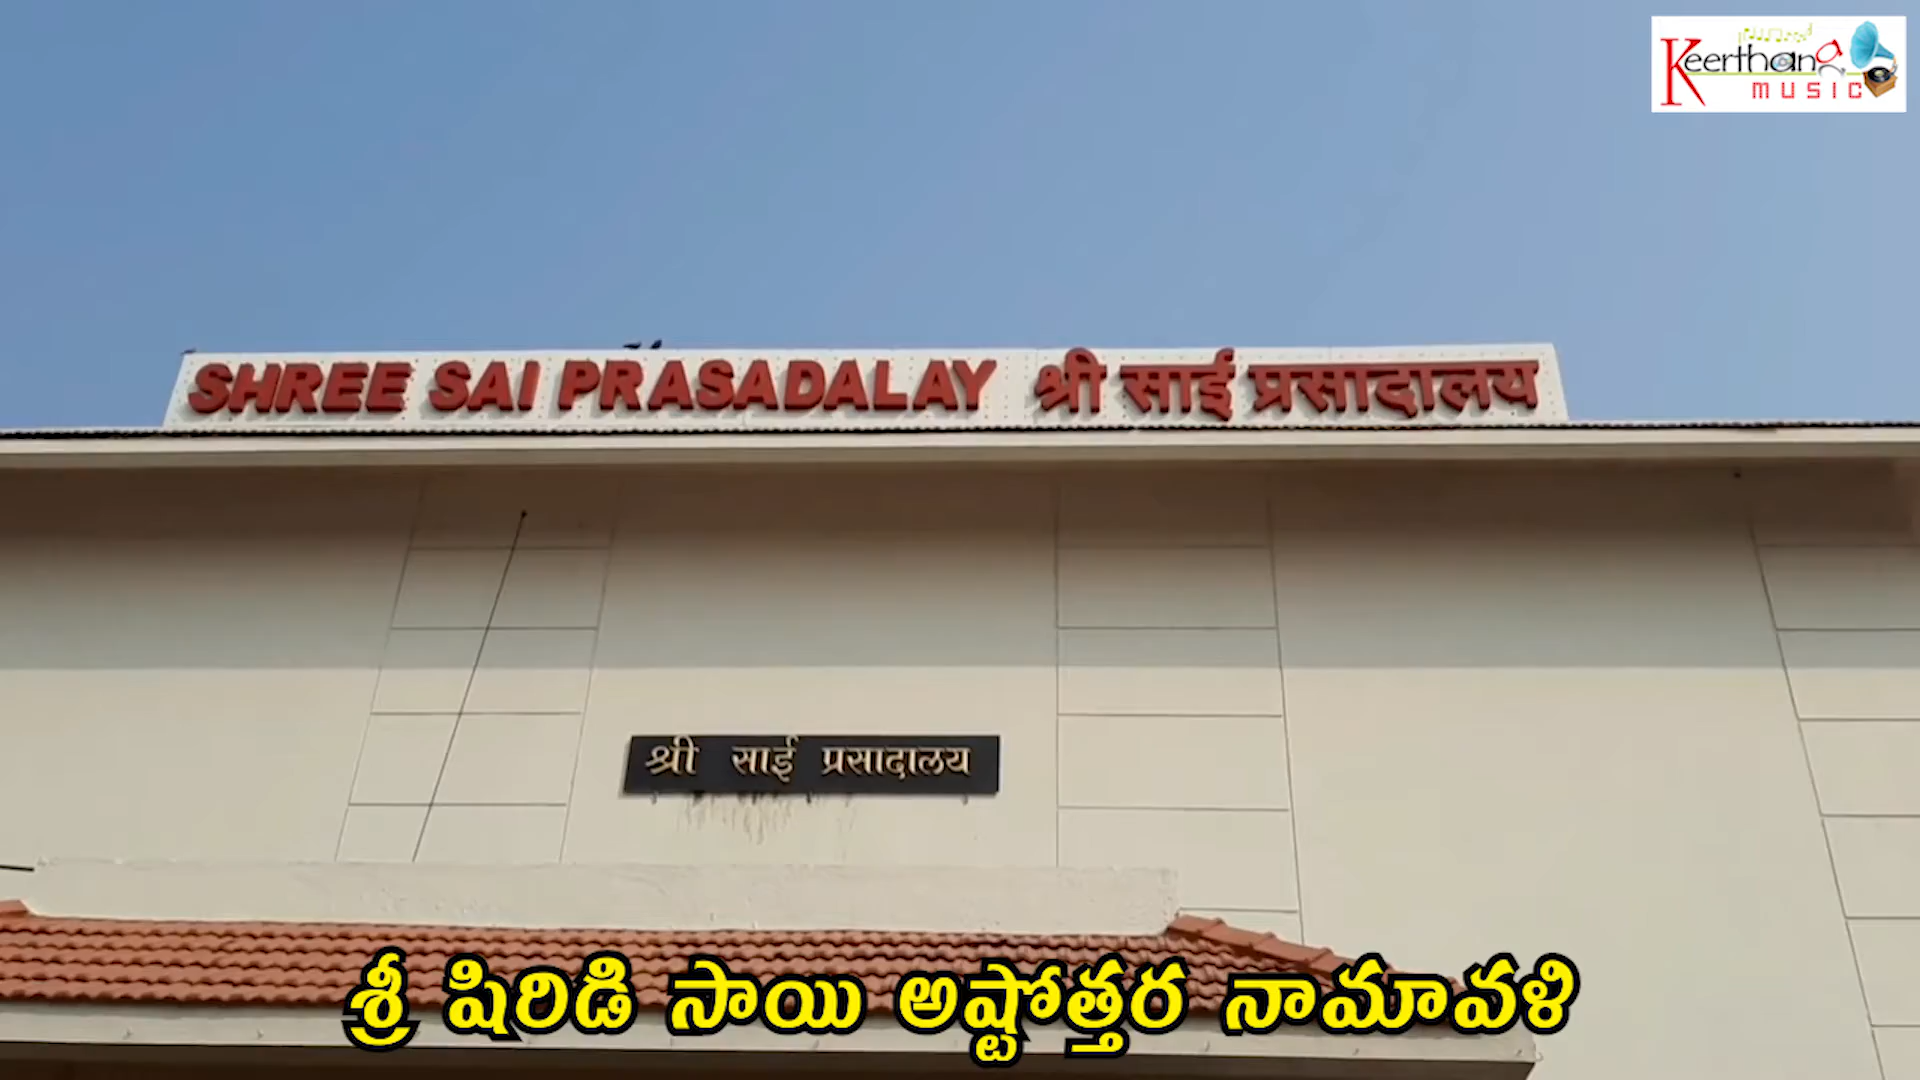 Keerthana
MUSIC
SHREE SAI PRASADALAY श्री साई प्रसादालय
श्री साई प्रसादालय
శ్రీ షిరిడి సాయి అష్టోత్తర నామావళి